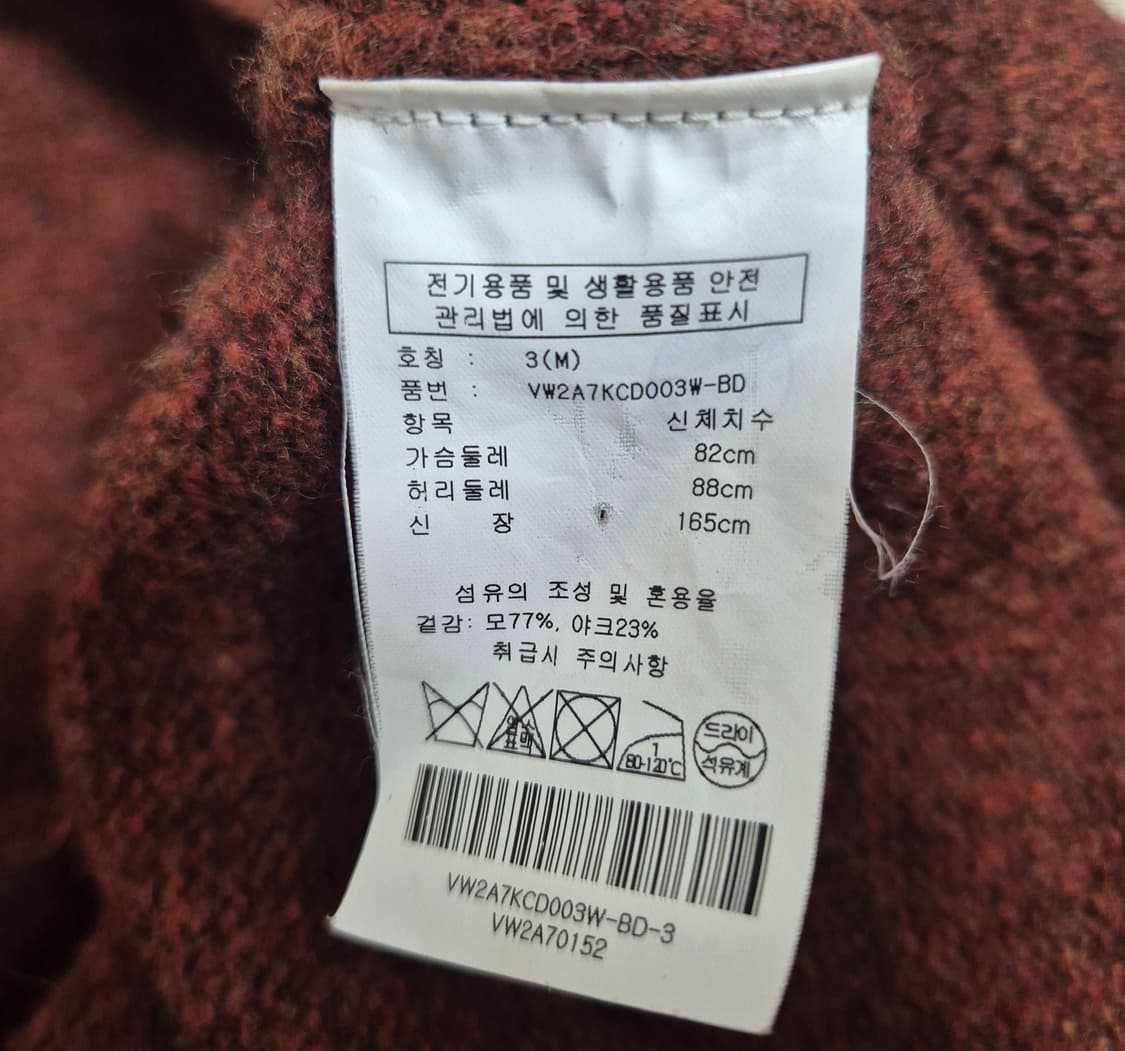 전기용품 및 생활용품 안전
관리법에 의한 품질표시
호칭 : 3(M)
품번 : VW2A7KCD003W-BD
항목 신체치수
가슴둘레 82cm
허리둘레 88cm
신 장 165cm
섬유의 조성 및 혼용율
겉감: 모77%, 야크23%
취급시 주의사항
염소
표백
80-120℃
드라이
석유계
VW2A7KCD003W-BD-3
VW2A70152